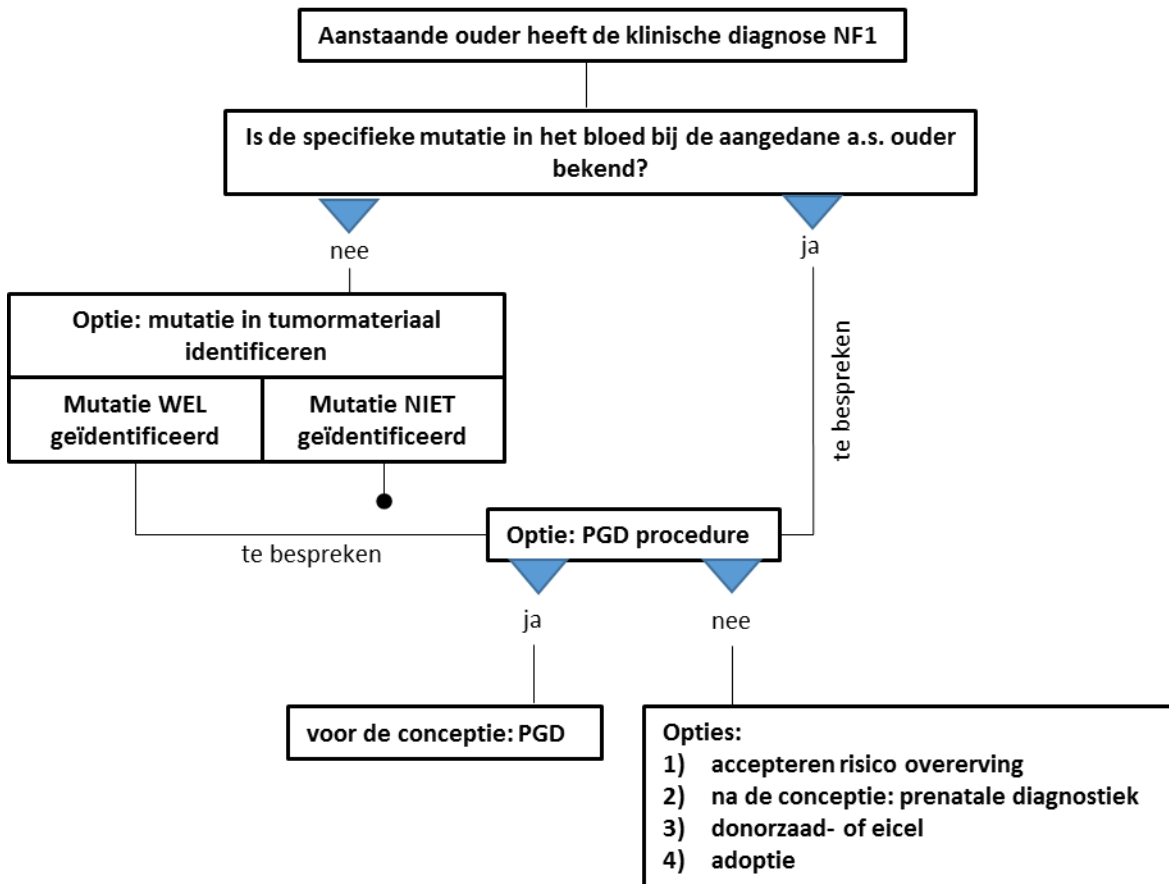 Aanstaande ouder heeft de klinische diagnose NF1
Is de specifieke mutatie in het bloed bij de aangedane a.s. ouder
bekend?
nee
ja
Optie: mutatie in tumormateriaal
identificeren
Mutatie WEL
geïdentificeerd
Mutatie NIET
geïdentificeerd
te bespreken
te bespreken
Optie: PGD procedure
ja
nee
voor de conceptie: PGD
Opties:
1) accepteren risico overerving
2) na de conceptie: prenatale diagnostiek
3) donorzaad- of eicel
4) adoptie